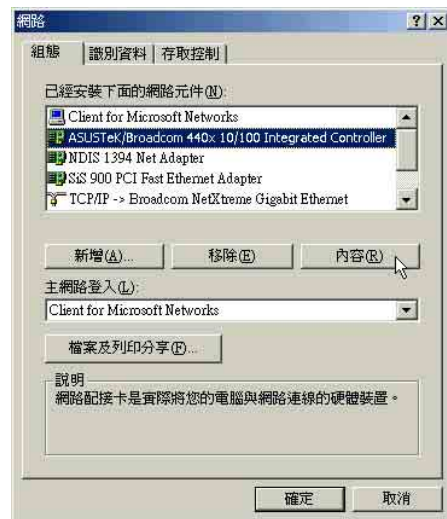 網路
組態 識別資料 存取控制
已經安裝下面的網路元件(N):
Client for Microsoft Networks
ASUSTeK/Broadcom 440x 10/100 Integrated Controller
NDIS 1394 Net Adapter
SiS 900 PCI Fast Ethernet Adapter
TCP/IP -> Broadcom NetXtreme Gigabit Ethernet
新增(A)... 移除(E) 內容(R)
主網路登入(L):
Client for Microsoft Networks
檔案及列印分享(F)...
說明
網路配接卡是實際將您的電腦與網路連線的硬體裝置。
確定 取消